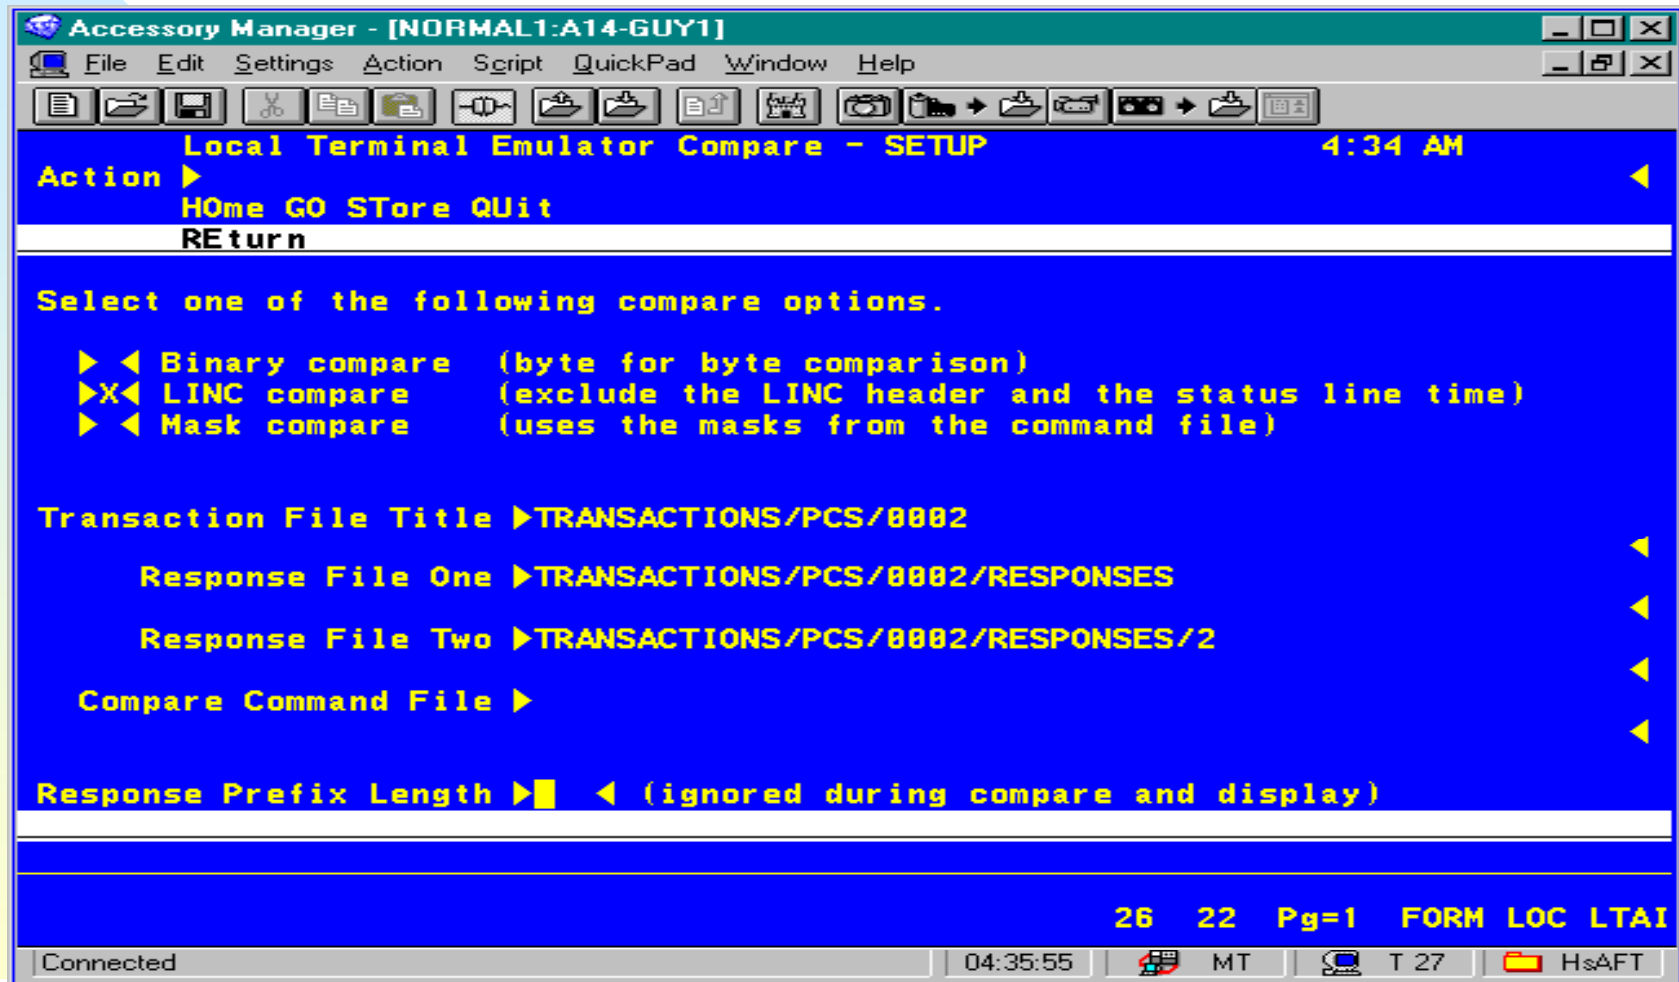 Accessory Manager - [NORMAL1:A14-GUY1]
File Edit Settings Action Script QuickPad Window Help
Local Terminal Emulator Compare - SETUP 4:34 AM
Action
HOme GO STore QUit
REturn
Select one of the following compare options.
Binary compare (byte for byte comparison)
X LINC compare (exclude the LINC header and the status line time)
Mask compare (uses the masks from the command file)
Transaction File Title TRANSACTIONS/PCS/0002
Response File One TRANSACTIONS/PCS/0002/RESPONSES
Response File Two TRANSACTIONS/PCS/0002/RESPONSES/2
Compare Command File
Response Prefix Length (ignored during compare and display)
26 22 Pg=1 FORM LOC LTAI
Connected 04:35:55 MT T 27 HsAFT